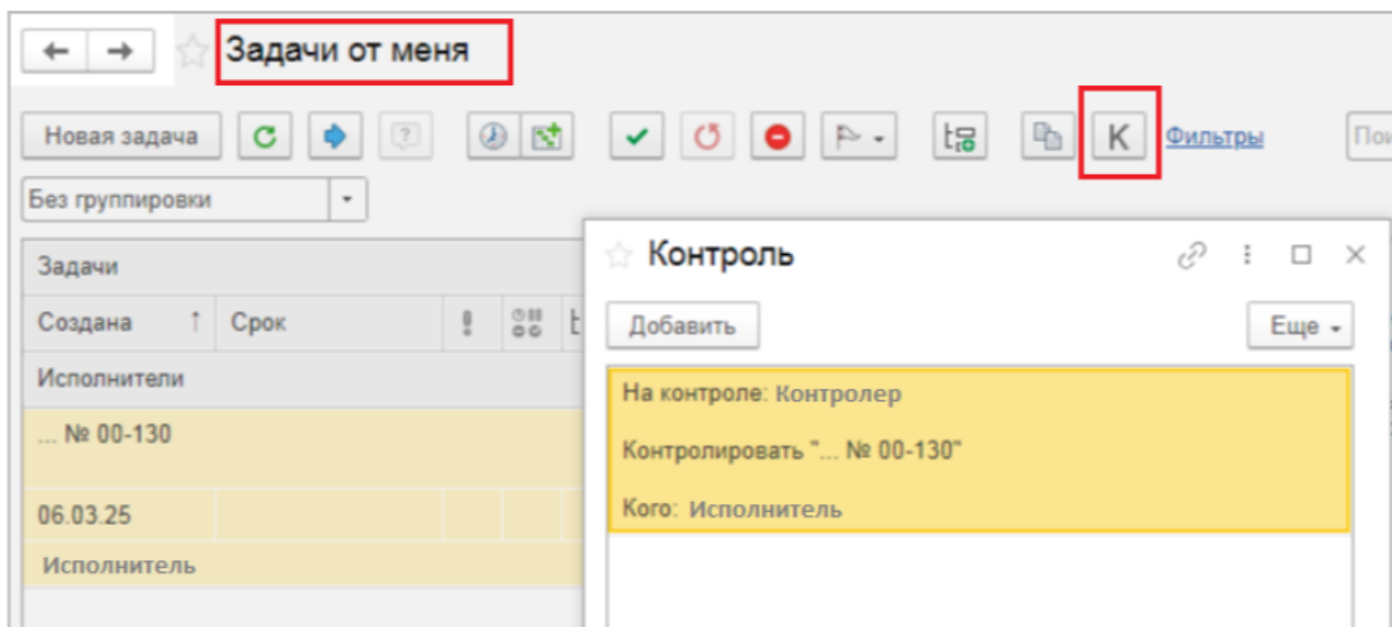 Задачи от меня
Новая задача
?
K
Фильтры
Без группировки
Задачи
Создана ↑ Срок
Исполнители
... № 00-130
06.03.25
Исполнитель
Контроль
Добавить
Еще
На контроле: Контролер
Контролировать "... № 00-130"
Кого: Исполнитель